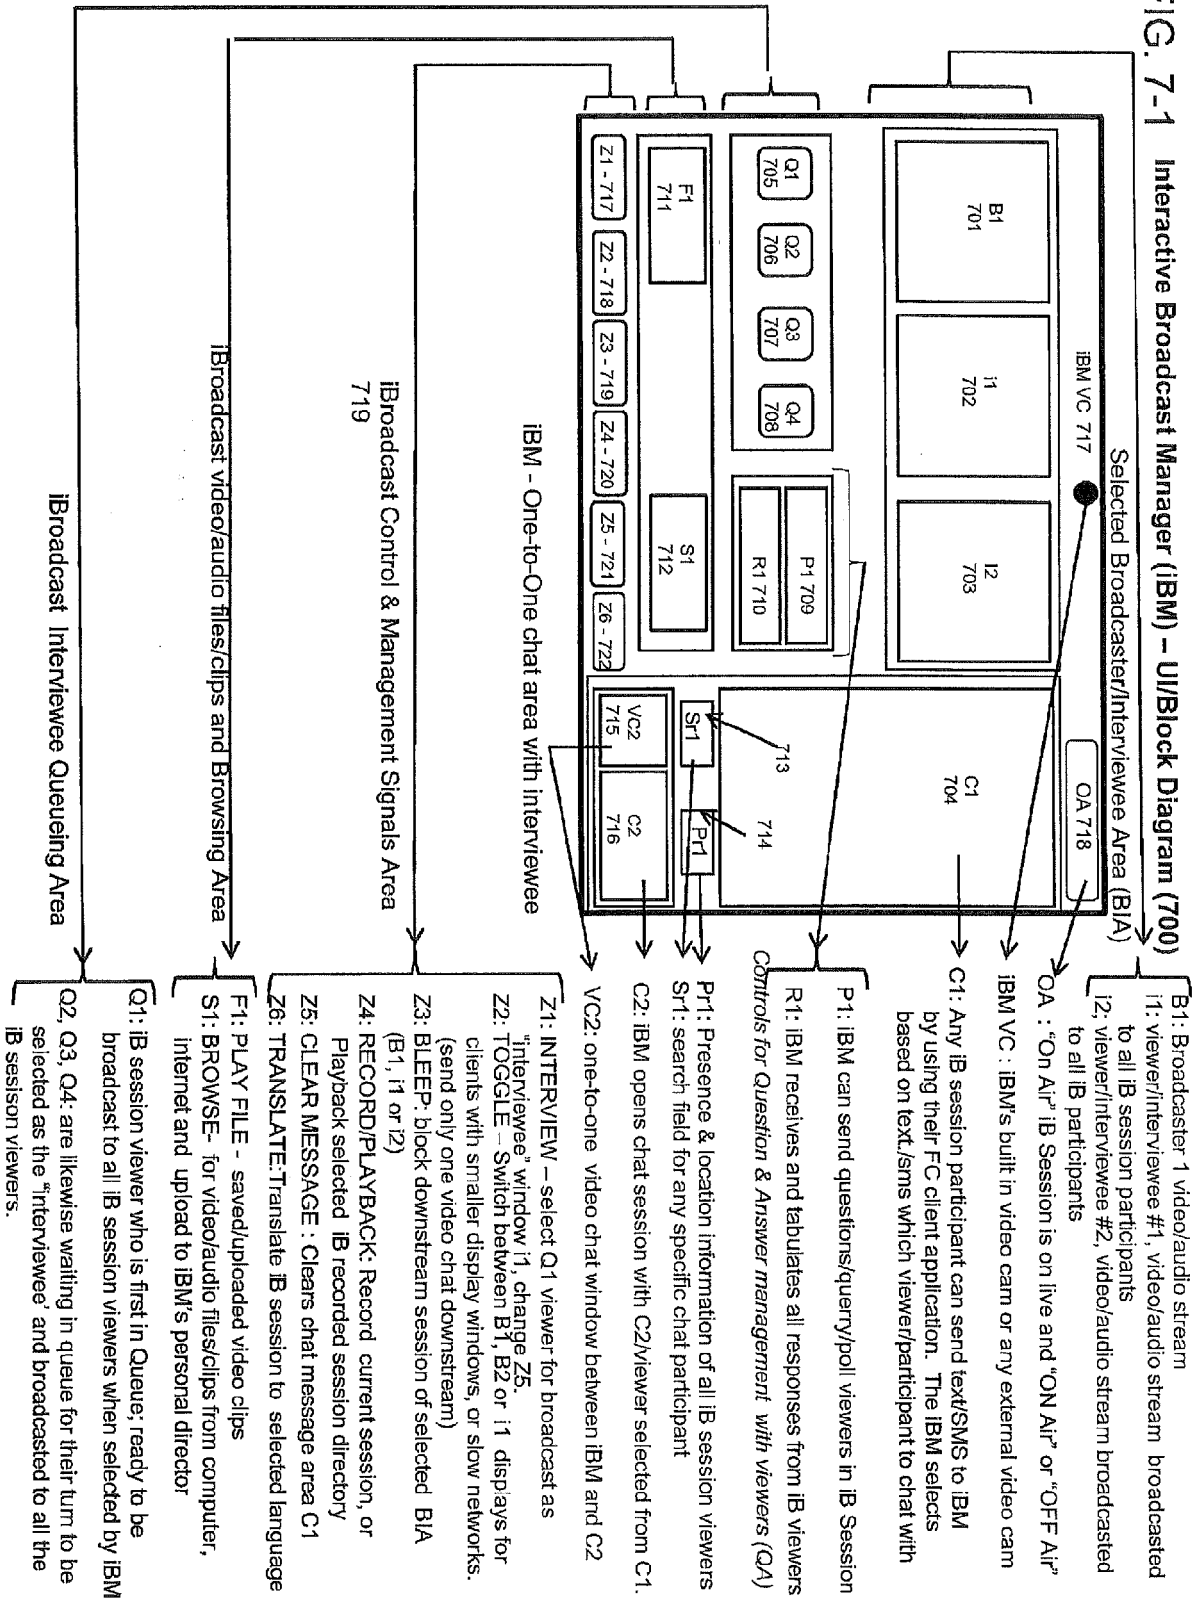 FIG. 7-1 Interactive Broadcast Manager (iBM) – UI/Block Diagram (700)
Selected Broadcaster/Interviewee Area (BIA)
iBM VC 717
OA 718
B1
701
i1
702
I2
703
C1
704
Q1
705
Q2
706
Q3
707
Q4
708
P1 709
R1 710
713
714
F1
711
S1
712
Sr1
Pr1
Z1 - 717
Z2 - 718
Z3 - 719
Z4 - 720
Z5 - 721
Z6 - 722
VC2
715
C2
716
iBM - One-to-One chat area with interviewee
iBroadcast Control & Management Signals Area
719
iBroadcast video/audio files/clips and Browsing Area
iBroadcast Interviewee Queueing Area
B1: Broadcaster 1 video/audio stream
i1: viewer/interviewee #1, video/audio stream broadcasted
to all iB session participants
i2: viewer/interviewee #2, video/audio stream broadcasted
to all iB participants
OA : "On Air" iB Session is on live and "ON Air" or "OFF Air"
iBM VC : iBM's built in video cam or any external video cam
C1: Any iB session participant can send text/SMS to iBM
by using their FC client application. The iBM selects
based on text./sms which viewer/participant to chat with
P1: iBM can send questions/querry/poll viewers in iB Session
R1: iBM receives and tabulates all responses from iB viewers
Controls for Question & Answer management with viewers (QA)
Pr1: Presence & location information of all iB session viewers
Sr1: search field for any specific chat participant
C2: iBM opens chat session with C2/viewer selected from C1.
VC2: one-to-one video chat window between iBM and C2
Z1: INTERVIEW – select Q1 viewer for broadcast as
"interviewee" window i1, change Z5.
Z2: TOGGLE – Switch between B1, B2 or i1 displays for
clients with smaller display windows, or slow networks.
(send only one video chat downstream)
Z3: BLEEP: block downstream session of selected BIA
(B1, i1 or i2)
Z4: RECORD/PLAYBACK: Record current session, or
Playback selected iB recorded session directory
Z5: CLEAR MESSAGE : Clears chat message area C1
Z6: TRANSLATE:Translate iB session to selected language
F1: PLAY FILE - saved/uploaded video clips
S1: BROWSE- for video/audio files/clips from computer,
internet and upload to iBM's personal director
Q1: iB session viewer who is first in Queue; ready to be
broadcast to all iB session viewers when selected by iBM
Q2, Q3, Q4: are likewise waiting in queue for their turn to be
selected as the "interviewee' and broadcasted to all the
iB sesison viewers.